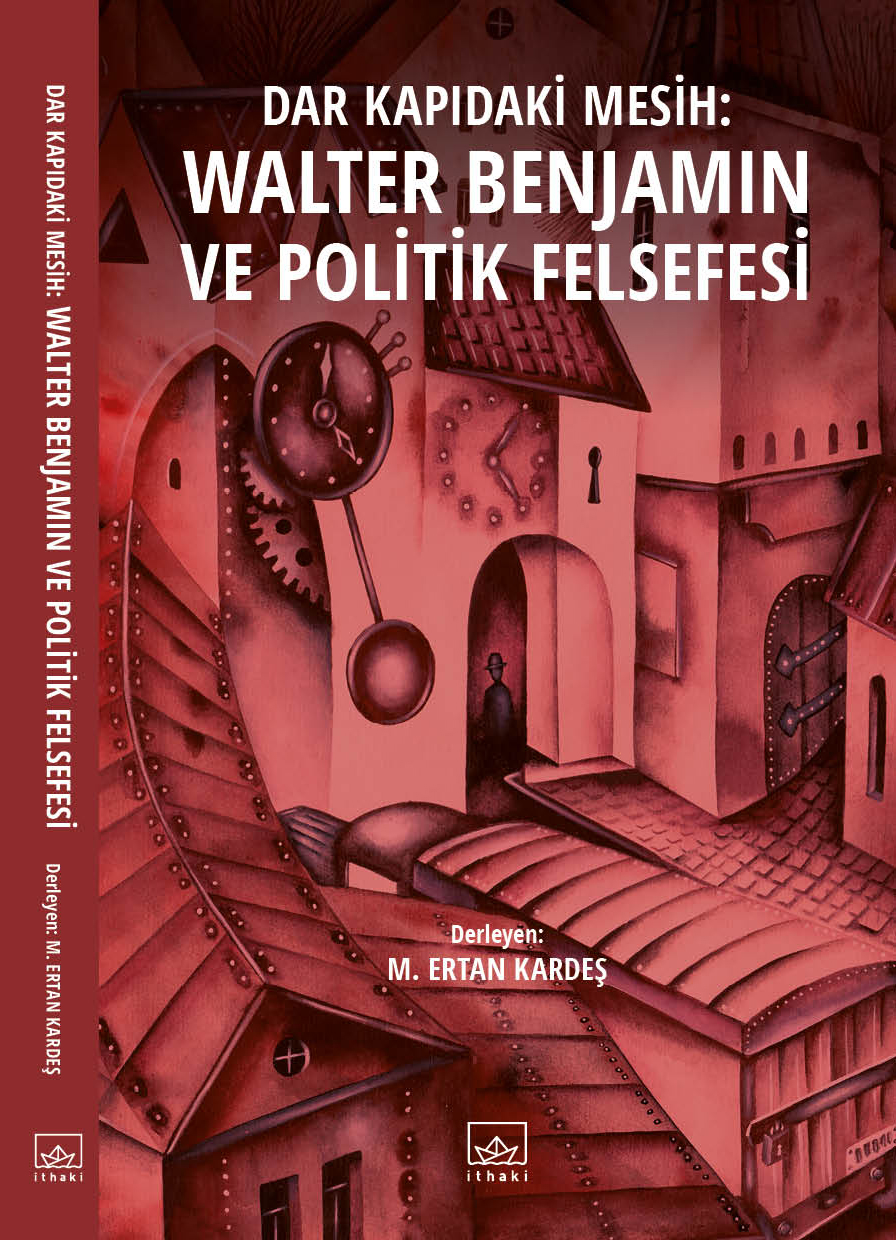 DAR KAPIDAKİ MESİH:
WALTER BENJAMIN
VE POLİTİK FELSEFESİ
Derleyen:
M. ERTAN KARDEŞ
ithaki
DAR KAPIDAKİ MESİH: WALTER BENJAMIN VE POLİTİK FELSEFESİ
Derleyen: M. ERTAN KARDEŞ
ithaki